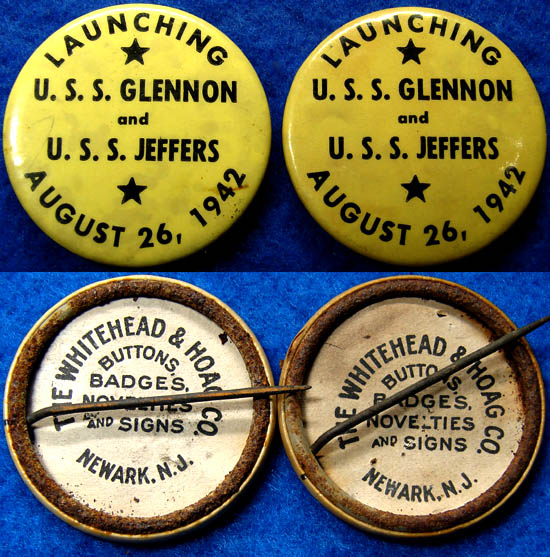 LAUNCHING
U. S. S. GLENNON
and
U. S. S. JEFFERS
AUGUST 26, 1942
LAUNCHING
U. S. S. GLENNON
and
U. S. S. JEFFERS
AUGUST 26, 1942
THE WHITEHEAD & HOAG CO.
BUTTONS,
BADGES,
NOVELTIES
AND SIGNS
NEWARK, N.J.
THE WHITEHEAD & HOAG CO.
BUTTONS,
BADGES,
NOVELTIES
AND SIGNS
NEWARK, N.J.